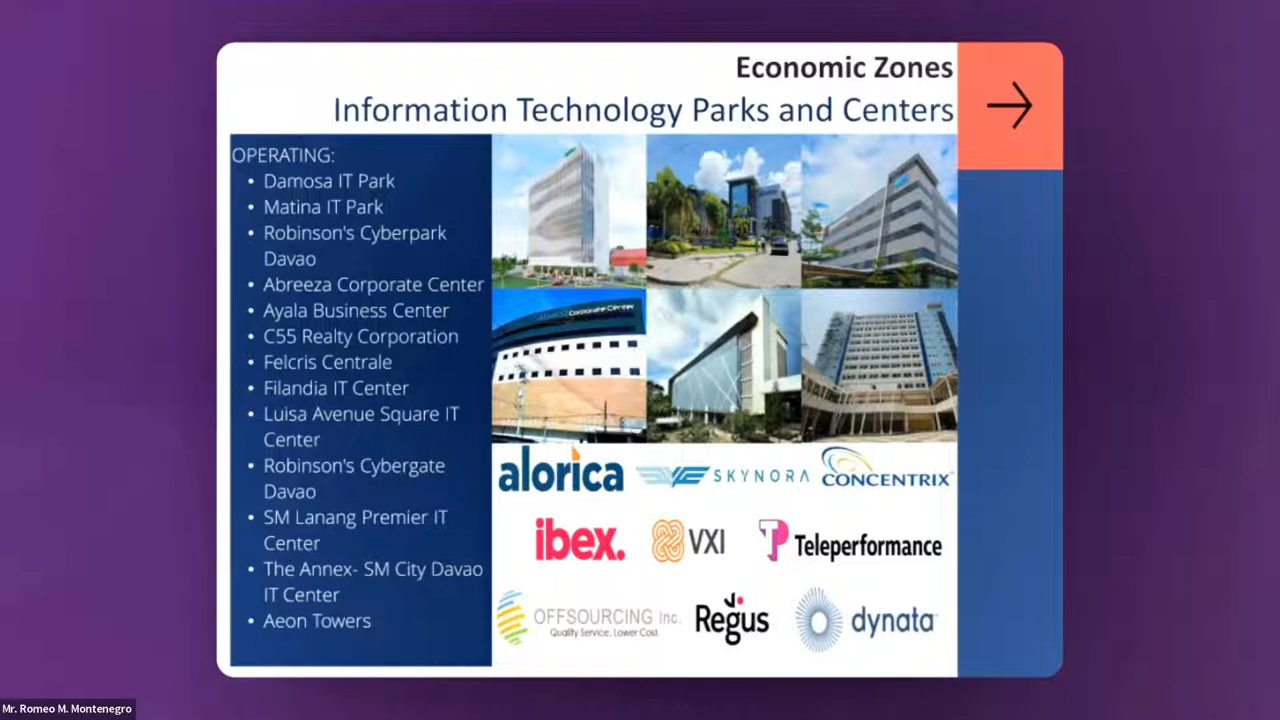 Economic Zones
Information Technology Parks and Centers
OPERATING:
• Damosa IT Park
• Matina IT Park
• Robinson's Cyberpark
Davao
• Abreeza Corporate Center
• Ayala Business Center
• C55 Realty Corporation
• Felcris Centrale
• Filandia IT Center
• Luisa Avenue Square IT
Center
• Robinson's Cybergate
Davao
• SM Lanang Premier IT
Center
• The Annex- SM City Davao
IT Center
• Aeon Towers
Corporate Center
alorica
SKYNORA
CONCENTRIX
ibex.
VXI
TP Teleperformance
OFFSOURCING Inc.
Quality Service, Lower Cost.
Regus
dynata
Mr. Romeo M. Montenegro